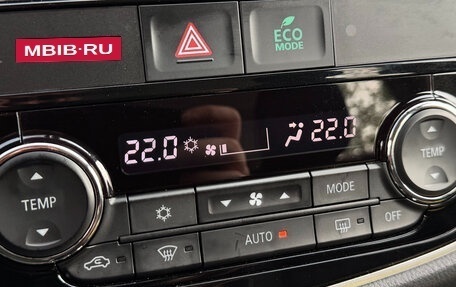 MBIB-RU
ECO
MODE
22.0
22.0
TEMP
TEMP
MODE
AUTO
OFF